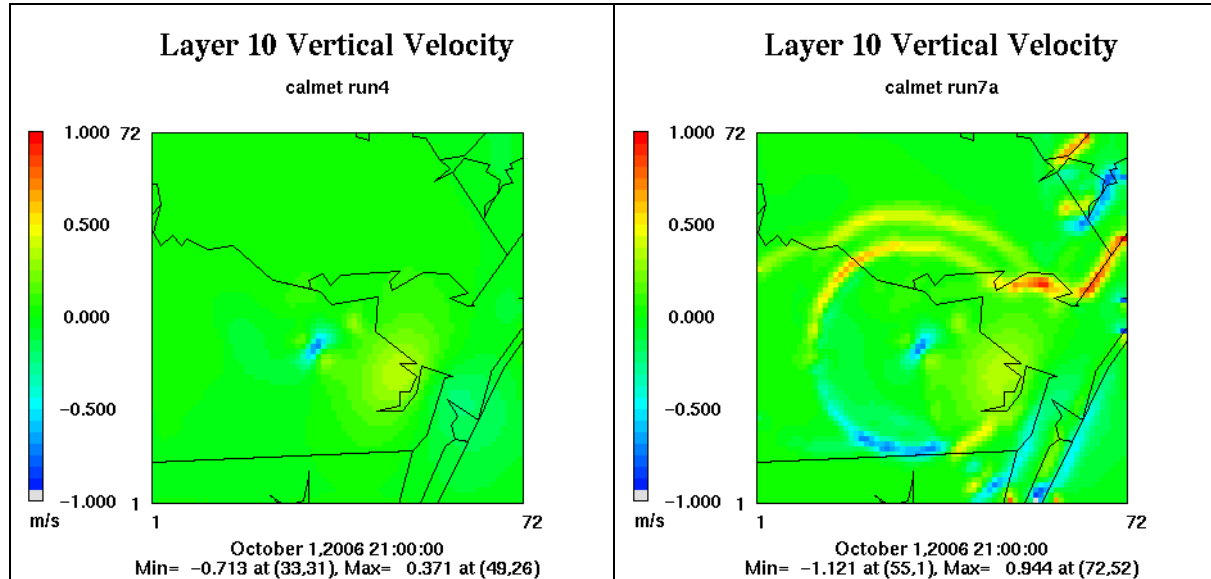 Layer 10 Vertical Velocity
calmet run4
1.000
0.500
0.000
−0.500
−1.000
m/s
72
1
1
72
October 1,2006 21:00:00
Min= −0.713 at (33,31), Max= 0.371 at (49,26)
Layer 10 Vertical Velocity
calmet run7a
1.000
0.500
0.000
−0.500
−1.000
m/s
72
1
1
72
October 1,2006 21:00:00
Min= −1.121 at (55,1), Max= 0.944 at (72,52)